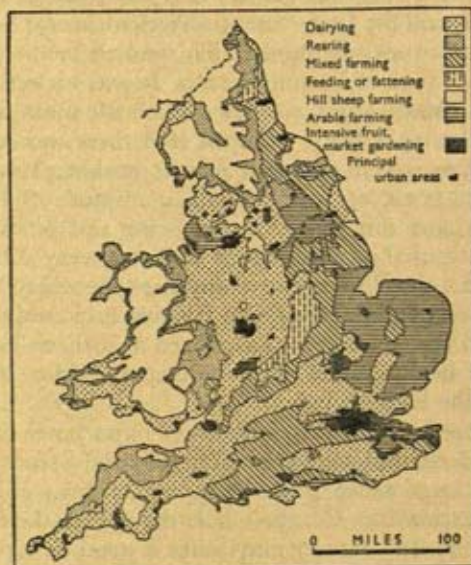 Dairying
Rearing
Mixed farming
Feeding or fattening
Hill sheep farming
Arable farming
Intensive fruit,
market gardening
Principal
urban areas
0 MILES 100